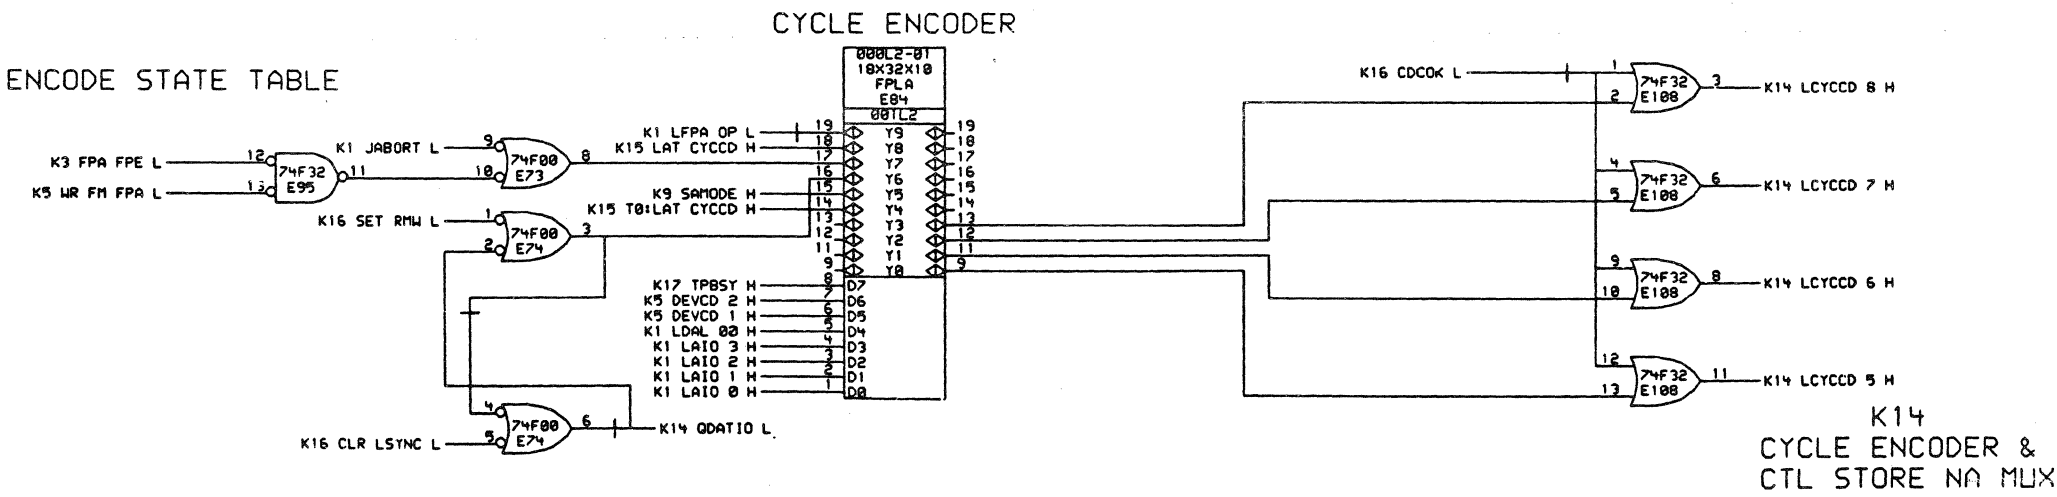 CYCLE ENCODER
ENCODE STATE TABLE
000L2-01
18X32X10
FPLA
E84
00TL2
K3 FPA FPE L
K5 WR FM FPA L
12
13
74F32
E95
11
K1 JABORT L
9
10
74F00
E73
8
K16 SET RMW L
1
2
74F00
E74
3
4
K16 CLR LSYNC L
5
74F00
E74
6
K14 QDATIO L
K1 LFPA OP L 19 Y9 19
K15 LAT CYCCD H 18 Y8 18
17 Y7 17
16 Y6 16
K9 SAMODE H 15 Y5 15
K15 T0:LAT CYCCD H 14 Y4 14
13 Y3 13
12 Y2 12
11 Y1 11
9 Y0 9
K17 TPBSY H 8 D7
K5 DEVCD 2 H 7 D6
K5 DEVCD 1 H 6 D5
K1 LDAL 00 H 5 D4
K1 LAIO 3 H 4 D3
K1 LAIO 2 H 3 D2
K1 LAIO 1 H 2 D1
K1 LAIO 0 H 1 D0
K16 CDCOK L
1
2
74F32
E108
3
K14 LCYCCD 8 H
4
5
74F32
E108
6
K14 LCYCCD 7 H
9
10
74F32
E108
8
K14 LCYCCD 6 H
12
13
74F32
E108
11
K14 LCYCCD 5 H
K14
CYCLE ENCODER &
CTL STORE NA MUX